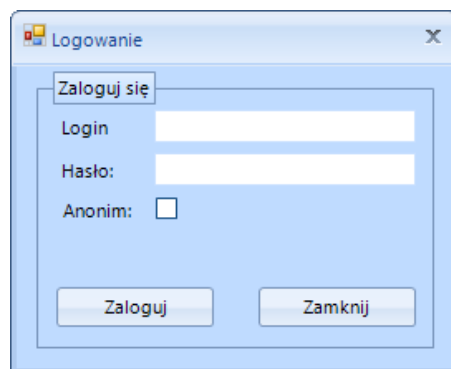 Logowanie
Zaloguj się
Login
Hasło:
Anonim:
Zaloguj Zamknij